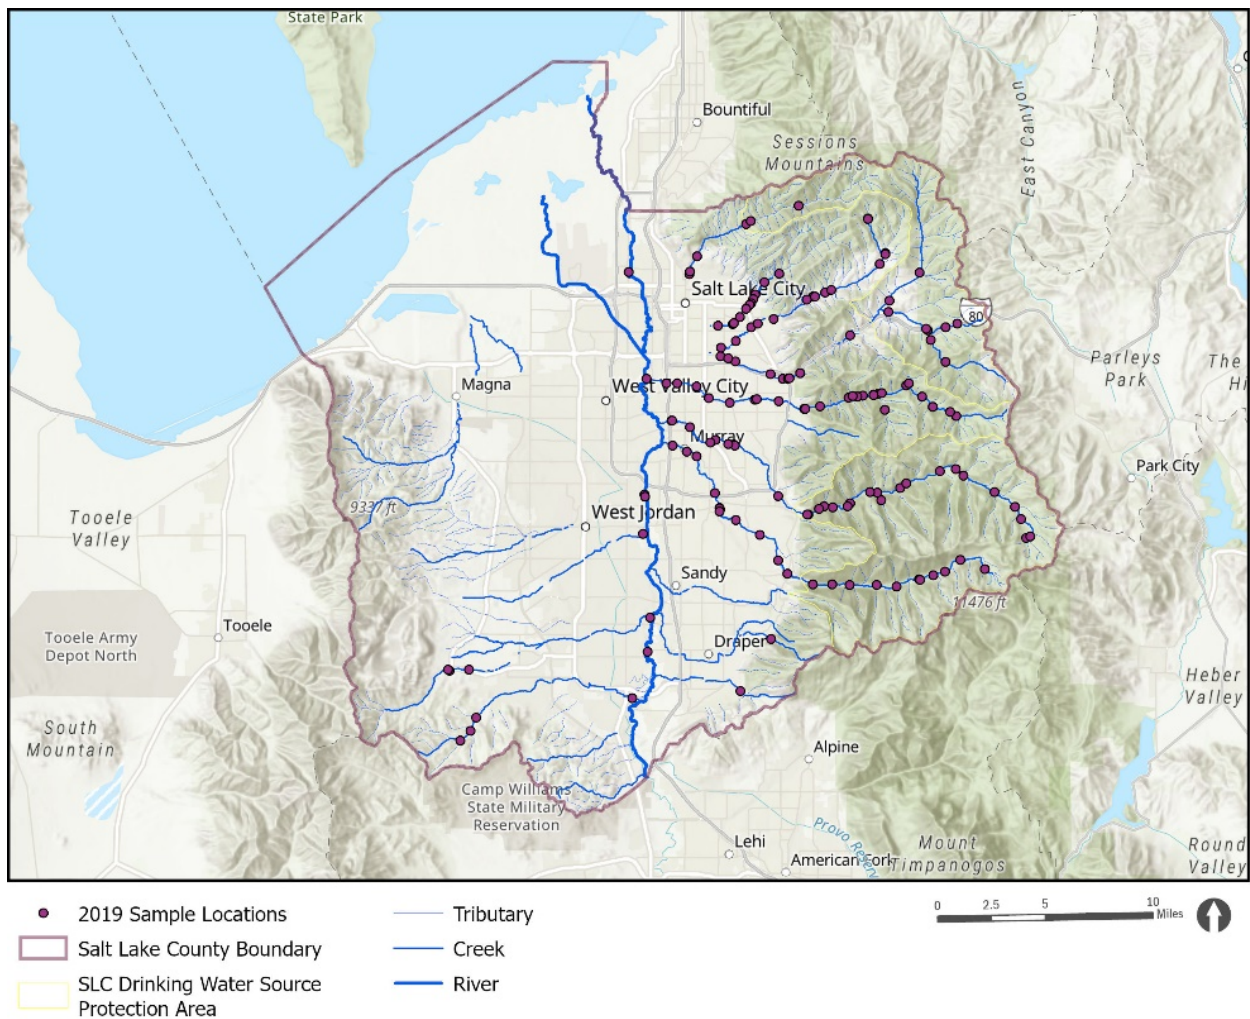 State Park
Bountiful
Sessions
Mountains
East Canyon
Salt Lake City
80
Parleys
Park
The
Hi
Magna
West Valley City
Murray
Park City
9337 ft
Tooele
Valley
West Jordan
Sandy
11476 ft
Tooele
Tooele Army
Depot North
Draper
Heber
Valley
South
Mountain
Alpine
Camp Williams
State Military
Reservation
Provo Reserv
Lehi
Mount
Timpanogos
American Fork
Round
Valley
2019 Sample Locations
Salt Lake County Boundary
SLC Drinking Water Source
Protection Area
Tributary
Creek
River
0 2.5 5 10
Miles